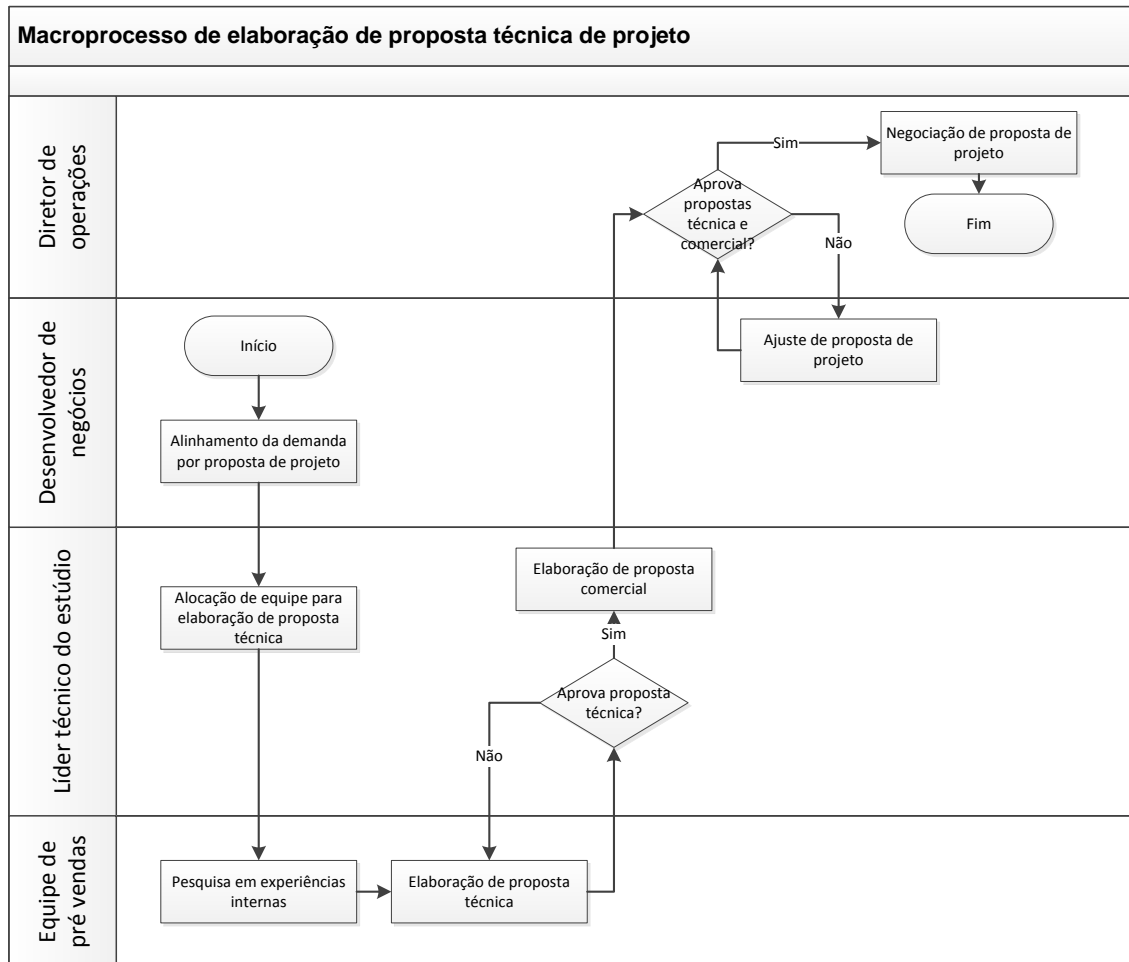 Macroprocesso de elaboração de proposta técnica de projeto
Diretor de
operações
Negociação de proposta de
projeto
Sim
Aprova
propostas
técnica e
comercial?
Fim
Não
Desenvolvedor de
negócios
Início
Ajuste de proposta de
projeto
Alinhamento da demanda
por proposta de projeto
Líder técnico do estúdio
Elaboração de proposta
comercial
Alocação de equipe para
elaboração de proposta
técnica
Sim
Aprova proposta
técnica?
Não
Equipe de
pré vendas
Pesquisa em experiências
internas
Elaboração de proposta
técnica